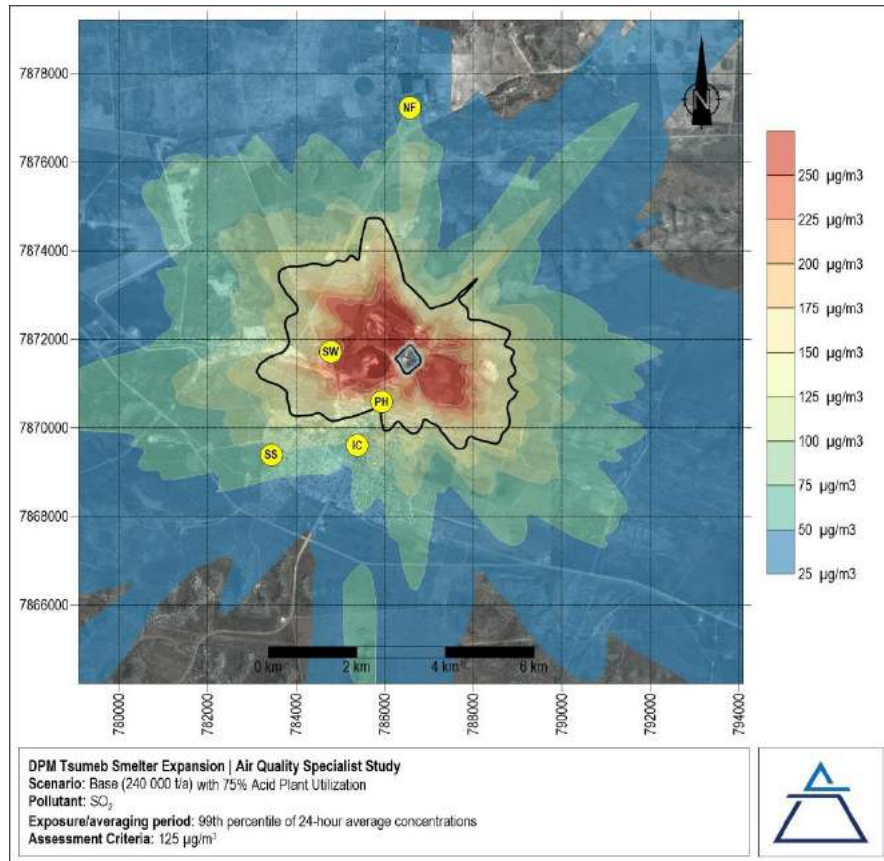 7878000
7876000
7874000
7872000
7870000
7868000
7866000
780000
782000
784000
786000
788000
790000
792000
794000
NF
N
SW
PH
IC
SS
0 km 2 km 4 km 6 km
250 µg/m3
225 µg/m3
200 µg/m3
175 µg/m3
150 µg/m3
125 µg/m3
100 µg/m3
75 µg/m3
50 µg/m3
25 µg/m3
DPM Tsumeb Smelter Expansion | Air Quality Specialist Study
Scenario: Base (240 000 t/a) with 75% Acid Plant Utilization
Pollutant: SO₂
Exposure/averaging period: 99th percentile of 24-hour average concentrations
Assessment Criteria: 125 µg/m³